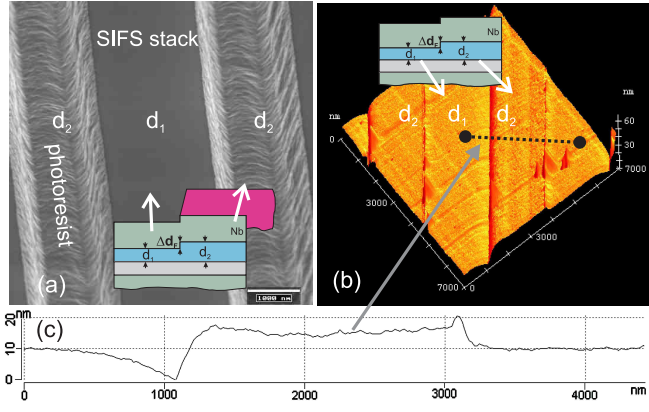 SIFS stack
d2
d1
d2
photoresist
Nb
ΔdF
d1
d2
(a)
1000 nm
(b)
Nb
ΔdF
d1
d2
d2
d1
d2
nm
0
3000
7000
0
3000
7000
nm
60
30
0
(c)
20
nm
10
0
0
1000
2000
3000
4000